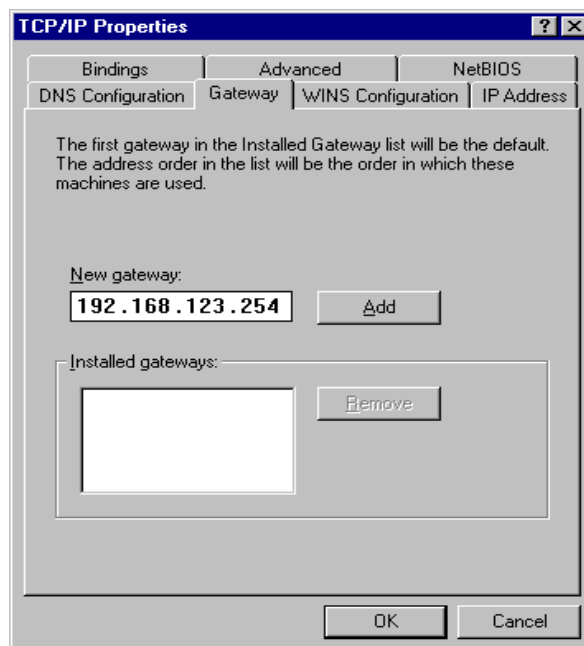 TCP/IP Properties
? ×
Bindings Advanced NetBIOS
DNS Configuration Gateway WINS Configuration IP Address
The first gateway in the Installed Gateway list will be the default.
The address order in the list will be the order in which these
machines are used.
New gateway:
192.168.123.254 Add
Installed gateways:
Remove
OK Cancel